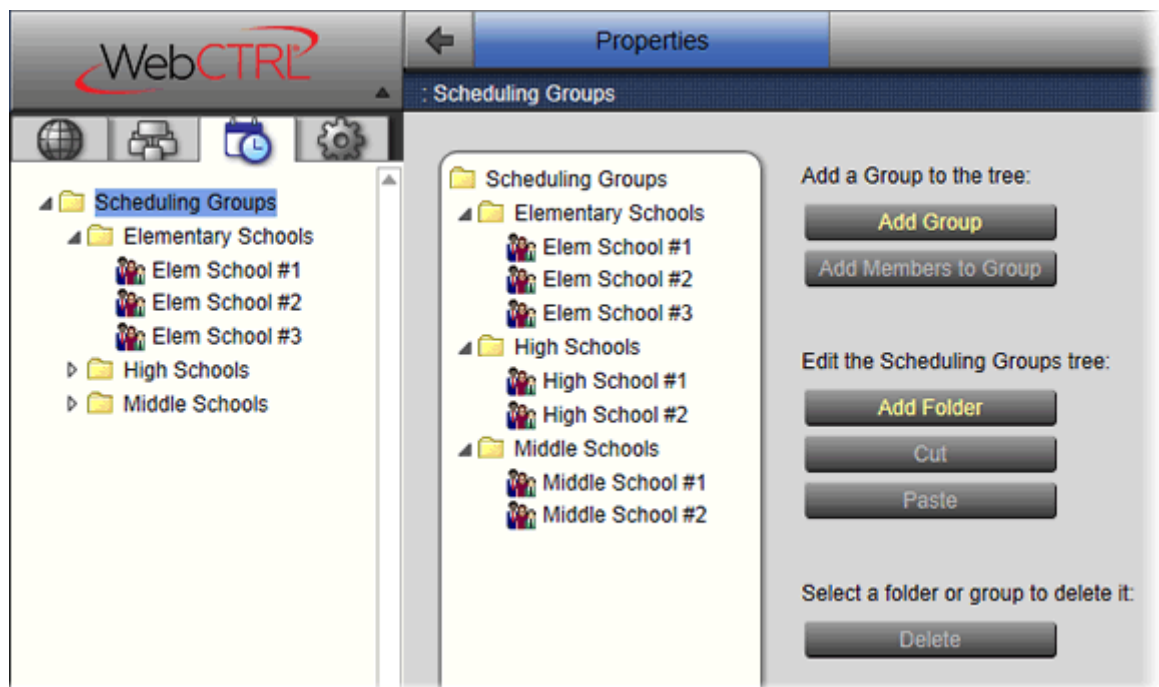 WebCTRL®
Properties
: Scheduling Groups
Scheduling Groups
Elementary Schools
Elem School #1
Elem School #2
Elem School #3
High Schools
Middle Schools
Scheduling Groups
Elementary Schools
Elem School #1
Elem School #2
Elem School #3
High Schools
High School #1
High School #2
Middle Schools
Middle School #1
Middle School #2
Add a Group to the tree:
Add Group
Add Members to Group
Edit the Scheduling Groups tree:
Add Folder
Cut
Paste
Select a folder or group to delete it:
Delete